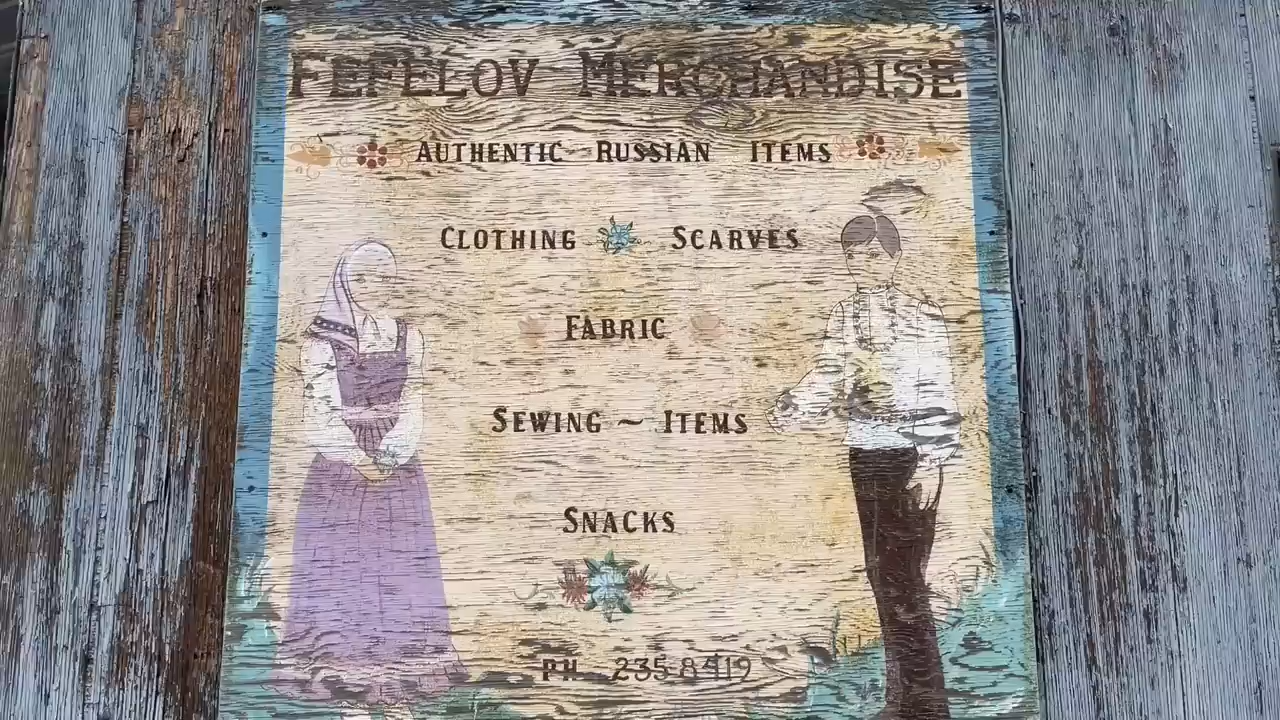 FEFELOV MERCHANDISE
AUTHENTIC RUSSIAN ITEMS
CLOTHING SCARVES
FABRIC
SEWING ~ ITEMS
SNACKS
PH. 235-8419